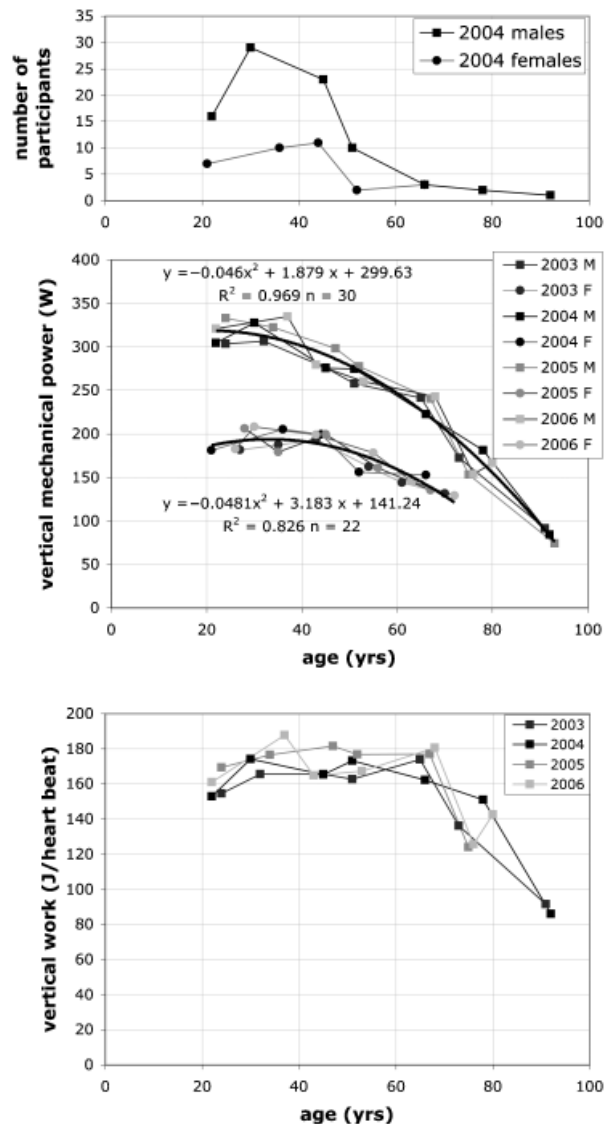 number of
participants
35
30
25
20
15
10
5
0
0 20 40 60 80 100
2004 males
2004 females
vertical mechanical power (W)
400
350
300
250
200
150
100
50
0
y = −0.046x² + 1.879 x + 299.63
R² = 0.969 n = 30
y = −0.0481x² + 3.183 x + 141.24
R² = 0.826 n = 22
2003 M
2003 F
2004 M
2004 F
2005 M
2005 F
2006 M
2006 F
0 20 40 60 80 100
age (yrs)
vertical work (J/heart beat)
200
180
160
140
120
100
80
60
40
20
0
2003
2004
2005
2006
0 20 40 60 80 100
age (yrs)